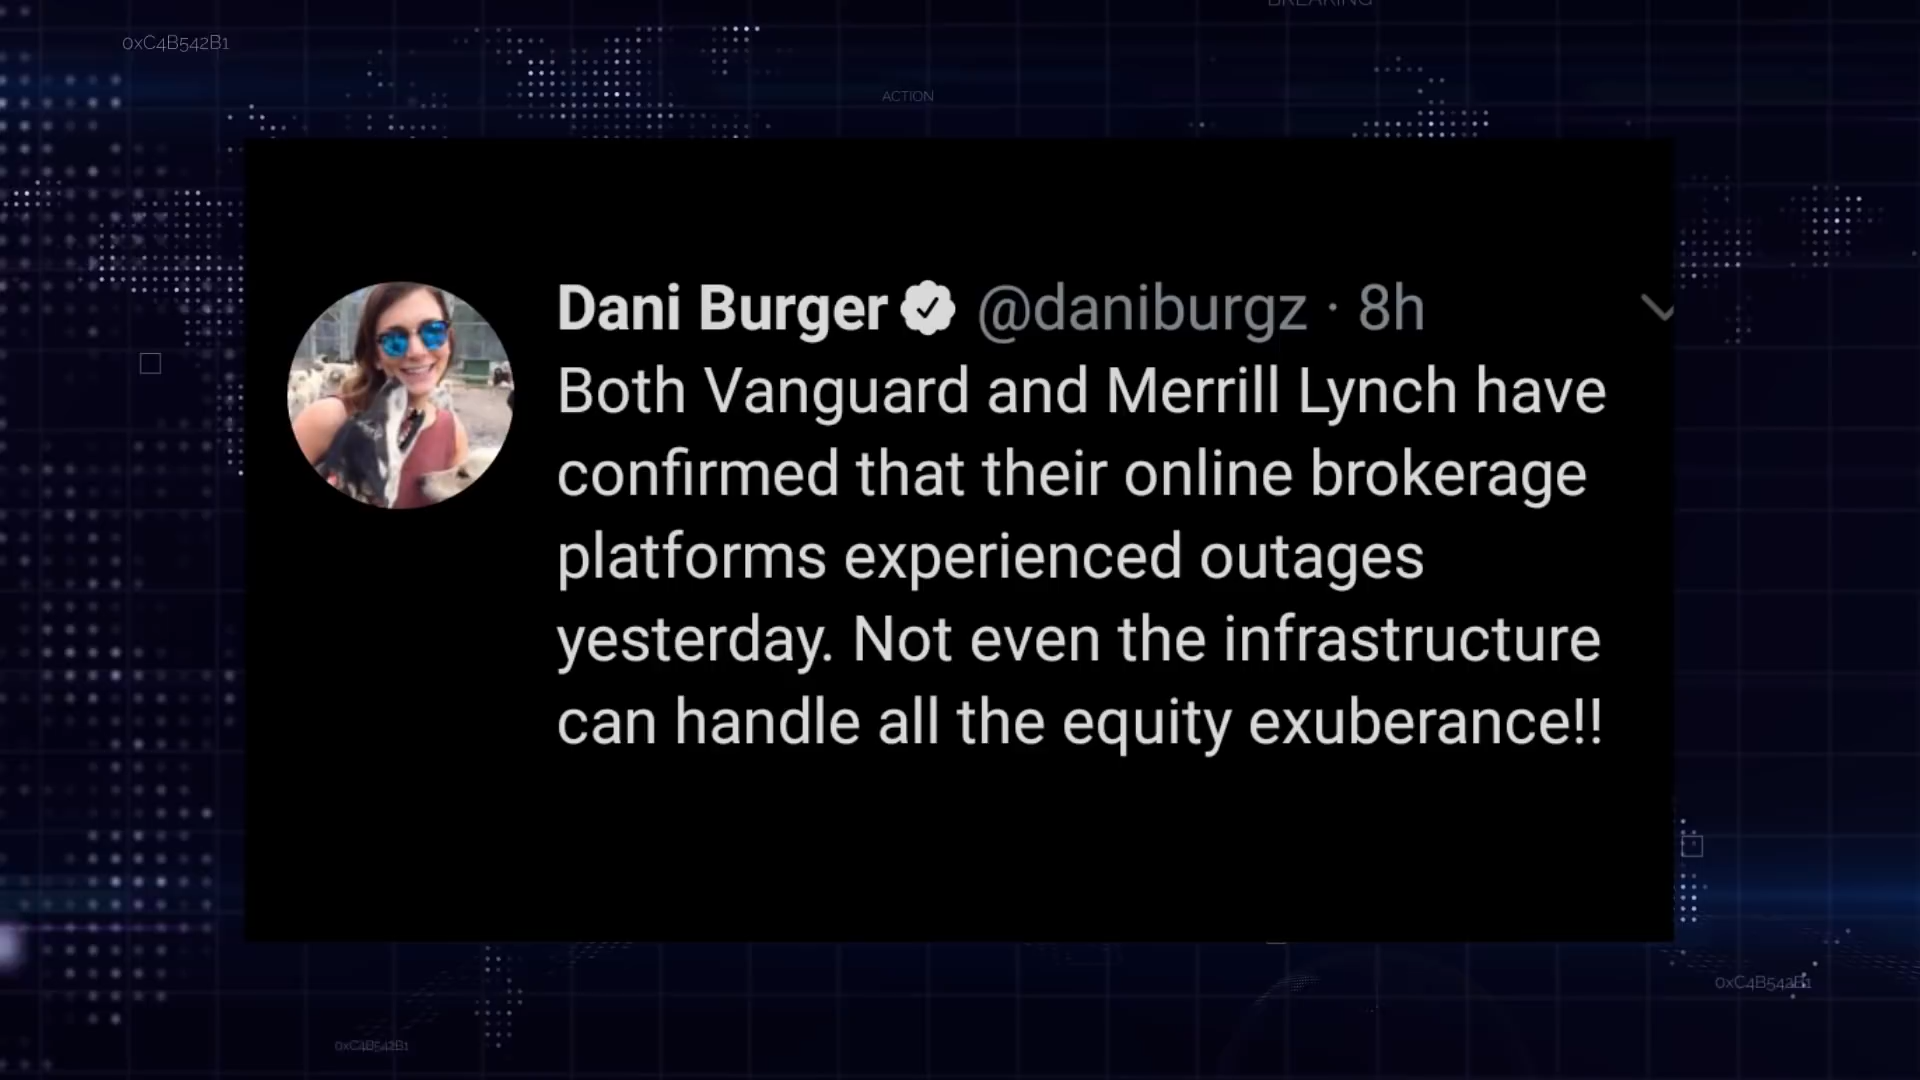 BREAKING
0xC4B542B1
ACTION
Dani Burger @daniburgz · 8h
Both Vanguard and Merrill Lynch have
confirmed that their online brokerage
platforms experienced outages
yesterday. Not even the infrastructure
can handle all the equity exuberance!!
0xC4B542B1
0xC4B542B1